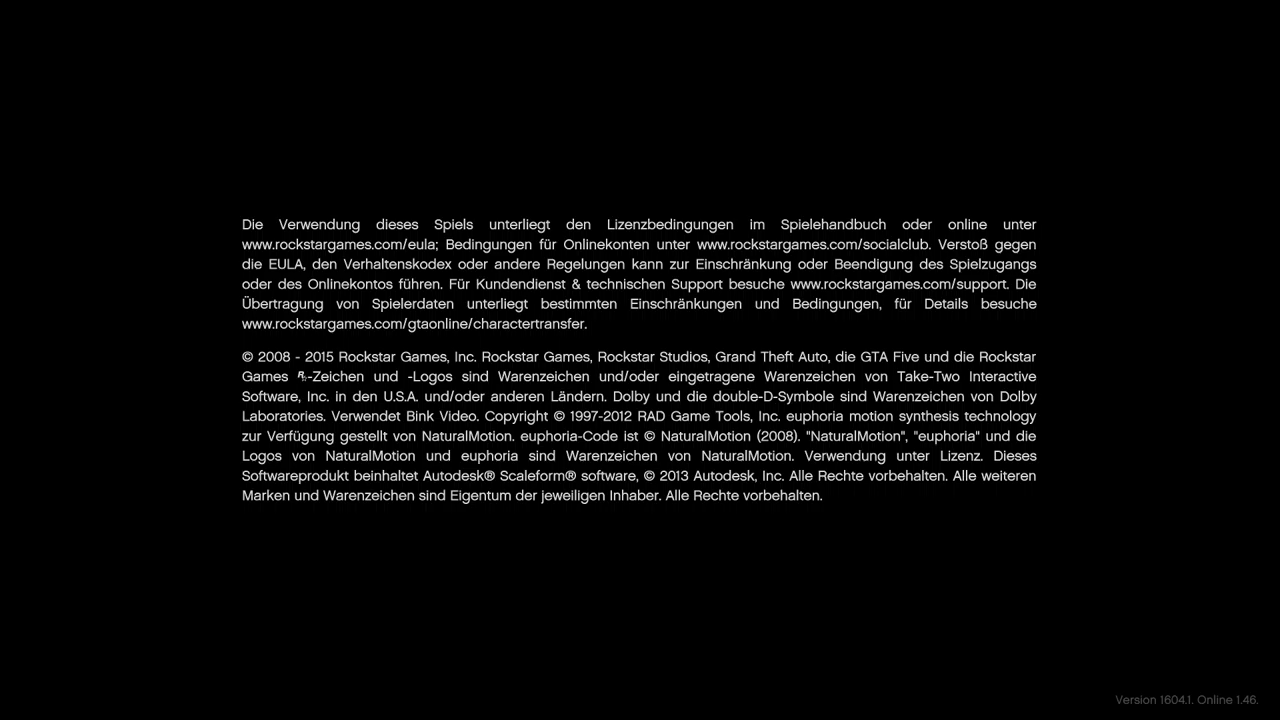 Die Verwendung dieses Spiels unterliegt den Lizenzbedingungen im Spielehandbuch oder online unter
www.rockstargames.com/eula; Bedingungen für Onlinekonten unter www.rockstargames.com/socialclub. Verstoß gegen
die EULA, den Verhaltenskodex oder andere Regelungen kann zur Einschränkung oder Beendigung des Spielzugangs
oder des Onlinekontos führen. Für Kundendienst & technischen Support besuche www.rockstargames.com/support. Die
Übertragung von Spielerdaten unterliegt bestimmten Einschränkungen und Bedingungen, für Details besuche
www.rockstargames.com/gtaonline/charactertransfer.
© 2008 - 2015 Rockstar Games, Inc. Rockstar Games, Rockstar Studios, Grand Theft Auto, die GTA Five und die Rockstar
Games R*-Zeichen und -Logos sind Warenzeichen und/oder eingetragene Warenzeichen von Take-Two Interactive
Software, Inc. in den U.S.A. und/oder anderen Ländern. Dolby und die double-D-Symbole sind Warenzeichen von Dolby
Laboratories. Verwendet Bink Video. Copyright © 1997-2012 RAD Game Tools, Inc. euphoria motion synthesis technology
zur Verfügung gestellt von NaturalMotion. euphoria-Code ist © NaturalMotion (2008). "NaturalMotion", "euphoria" und die
Logos von NaturalMotion und euphoria sind Warenzeichen von NaturalMotion. Verwendung unter Lizenz. Dieses
Softwareprodukt beinhaltet Autodesk® Scaleform® software, © 2013 Autodesk, Inc. Alle Rechte vorbehalten. Alle weiteren
Marken und Warenzeichen sind Eigentum der jeweiligen Inhaber. Alle Rechte vorbehalten.
Version 1604.1. Online 1.46.